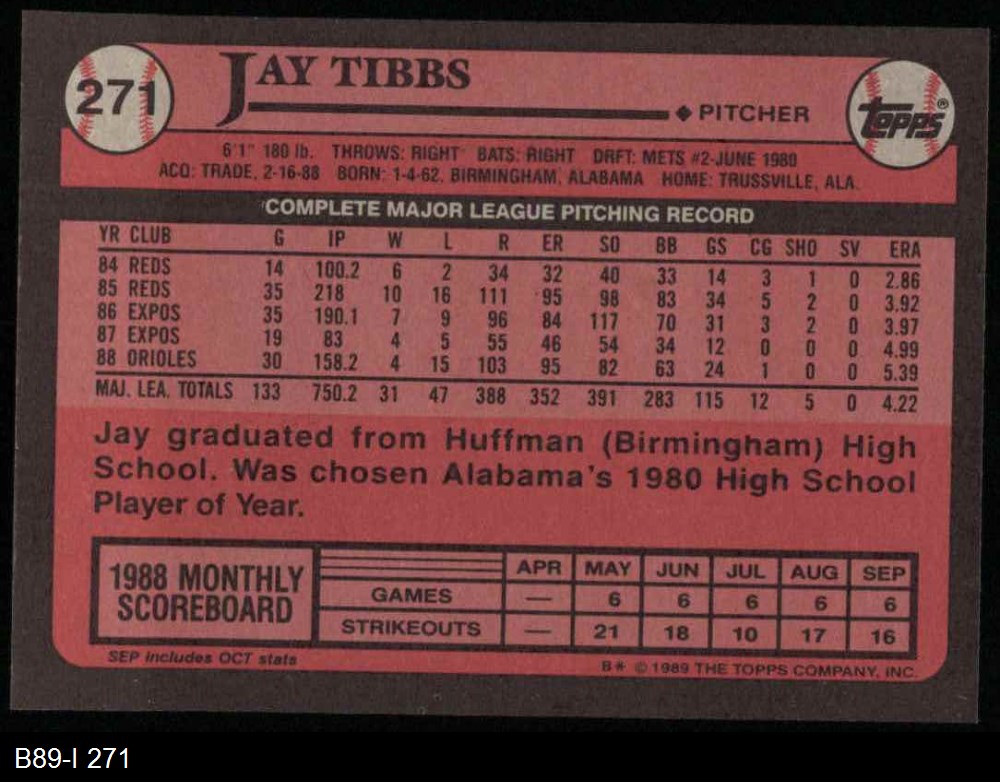 271
JAY TIBBS
PITCHER
TOPPS®
6'1" 180 lb. THROWS: RIGHT BATS: RIGHT DRFT: METS #2-JUNE 1980
ACQ: TRADE, 2-16-88 BORN: 1-4-62, BIRMINGHAM, ALABAMA HOME: TRUSSVILLE, ALA.
COMPLETE MAJOR LEAGUE PITCHING RECORD
YR CLUB G IP W L R ER SO BB GS CG SHO SV ERA
84 REDS 14 100.2 6 2 34 32 40 33 14 3 1 0 2.86
85 REDS 35 218 10 16 111 95 98 83 34 5 2 0 3.92
86 EXPOS 35 190.1 7 9 96 84 117 70 31 3 2 0 3.97
87 EXPOS 19 83 4 5 55 46 54 34 12 0 0 0 4.99
88 ORIOLES 30 158.2 4 15 103 95 82 63 24 1 0 0 5.39
MAJ. LEA. TOTALS 133 750.2 31 47 388 352 391 283 115 12 5 0 4.22
Jay graduated from Huffman (Birmingham) High
School. Was chosen Alabama's 1980 High School
Player of Year.
1988 MONTHLY
SCOREBOARD
APR MAY JUN JUL AUG SEP
GAMES — 6 6 6 6 6
STRIKEOUTS — 21 18 10 17 16
SEP includes OCT stats
B* © 1989 THE TOPPS COMPANY, INC.
B89-I 271